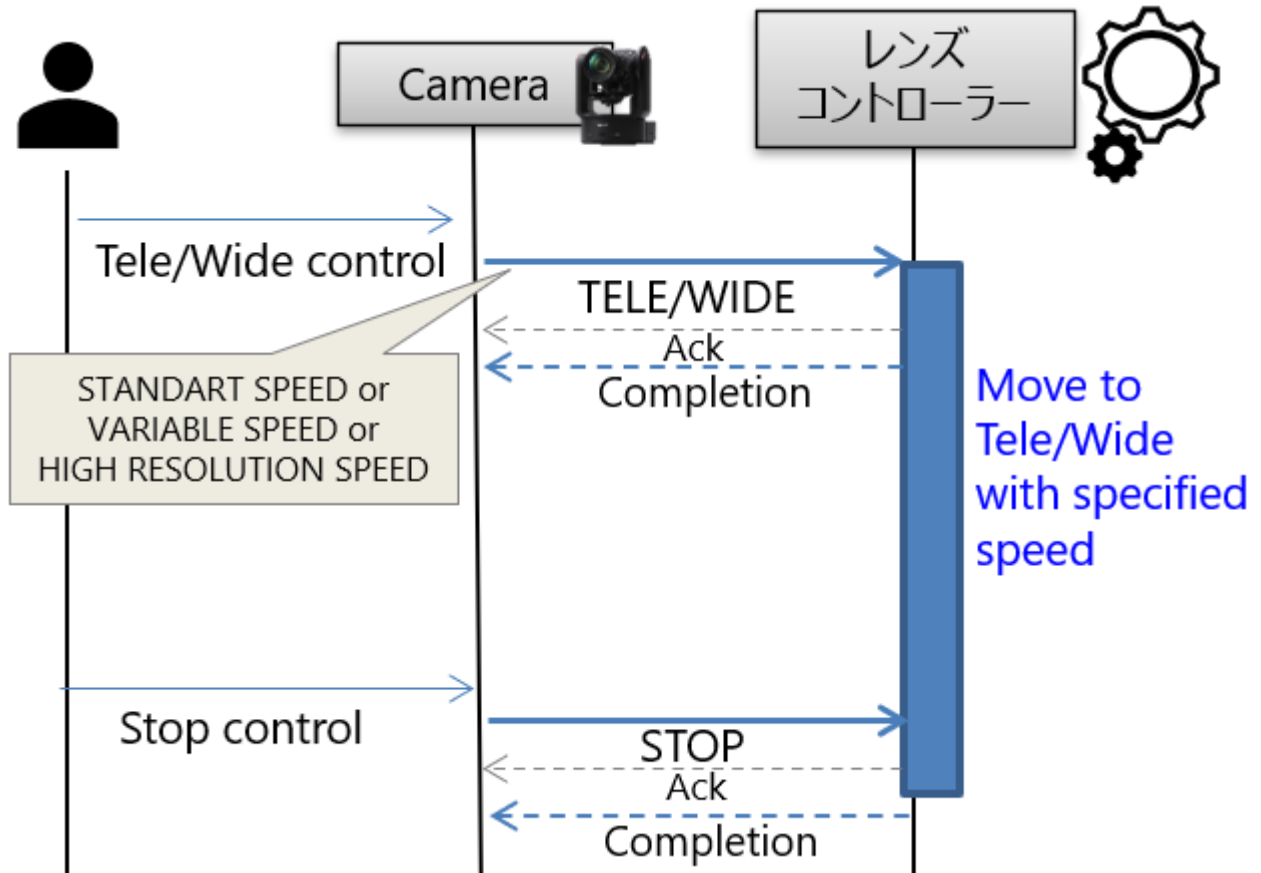 Camera
レンズ
コントローラー
Tele/Wide control
TELE/WIDE
Ack
Completion
STANDART SPEED or
VARIABLE SPEED or
HIGH RESOLUTION SPEED
Move to
Tele/Wide
with specified
speed
Stop control
STOP
Ack
Completion